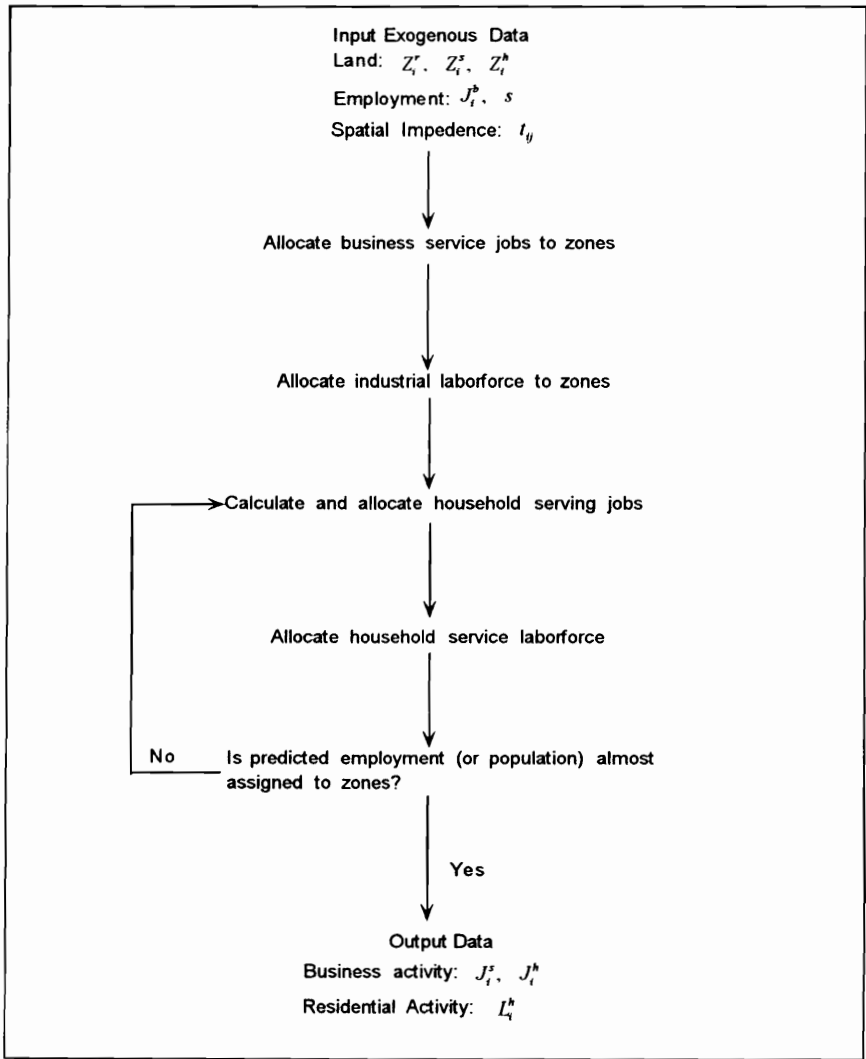 Input Exogenous Data
Land: Z_i^r, Z_i^s, Z_i^h
Employment: J_i^b, s
Spatial Impedence: t_ij
Allocate business service jobs to zones
Allocate industrial laborforce to zones
Calculate and allocate household serving jobs
Allocate household service laborforce
No
Is predicted employment (or population) almost
assigned to zones?
Yes
Output Data
Business activity: J_i^s, J_i^h
Residential Activity: L_i^h